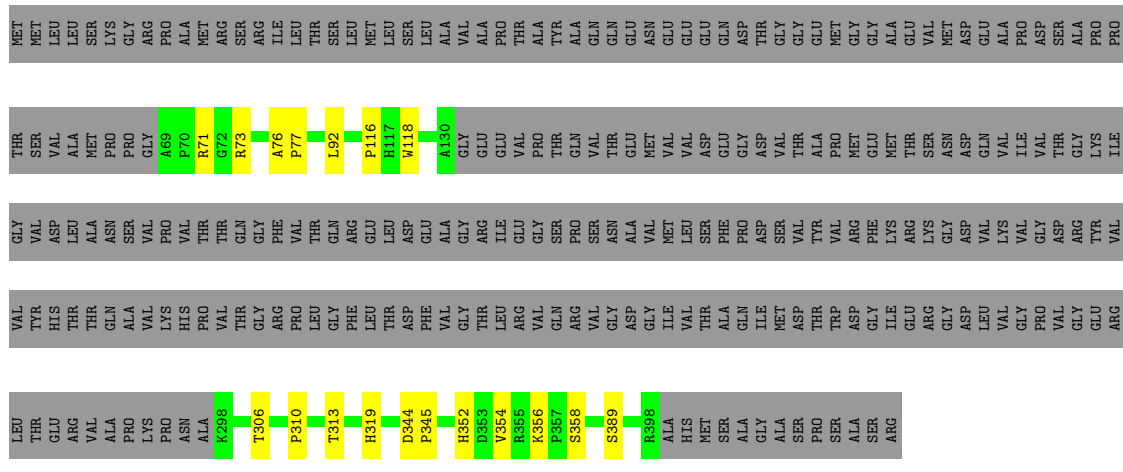 MET MET LEU LEU SER LYS GLY ARG PRO ALA MET ARG SER ARG ILE LEU THR SER LEU MET LEU SER LEU ALA VAL ALA PRO THR ALA TYR ALA GLN GLN GLU ASN GLU GLU GLU GLN ASP THR GLY GLY GLU MET GLY GLY ALA GLU VAL MET ASP GLU ALA PRO ASP SER ALA PRO PRO
THR SER VAL ALA MET PRO PRO GLY A69 P70 R71 G72 R73 A76 P77 L92 P116 H117 W118 A130 GLY GLU GLU VAL PRO THR GLN VAL THR GLU MET VAL VAL ASP GLU GLY ASP VAL THR ALA PRO MET GLU MET THR SER ASN ASP GLN VAL ILE VAL THR GLY LYS ILE
GLY VAL ASP LEU ALA ASN SER VAL PRO VAL THR THR GLN GLY PHE VAL THR GLN ARG GLU LEU ASP GLU ALA GLY ARG ILE GLU GLY SER PRO SER ASN ALA VAL MET LEU SER PHE PRO ASP SER VAL TYR VAL ARG PHE LYS ARG LYS GLY ASP VAL LYS VAL GLY ASP ARG TYR VAL
VAL TYR HIS THR THR GLN ALA VAL LYS HIS PRO VAL THR GLY ARG PRO LEU GLY PHE LEU THR ASP PHE VAL GLY THR LEU ARG VAL GLN ARG VAL GLY ASP GLY ILE VAL THR ALA GLN ILE MET ASP THR TRP ASP GLY ILE GLU ARG GLY ASP LEU VAL GLY PRO VAL GLY GLU ARG
LEU THR GLU ARG VAL ALA PRO LYS PRO ASN ALA K298 T306 P310 T313 H319 D344 P345 H352 D353 V354 R355 K356 P357 S358 S389 R398 ALA HIS MET SER ALA GLY ALA SER PRO SER ALA SER ARG